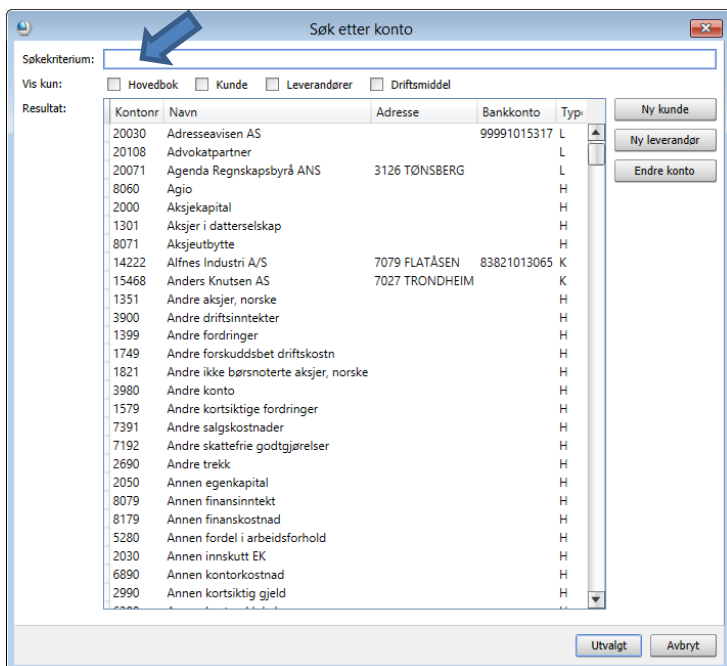 Søk etter konto
Søkekriterium:
Vis kun: Hovedbok Kunde Leverandører Driftsmiddel
Resultat: Kontonr Navn Adresse Bankkonto Type Ny kunde
20030 Adresseavisen AS 99991015317 L
20108 Advokatpartner L Ny leverandør
20071 Agenda Regnskapsbyrå ANS 3126 TØNSBERG L Endre konto
8060 Agio H
2000 Aksjekapital H
1301 Aksjer i datterselskap H
8071 Aksjeutbytte H
14222 Alfnes Industri A/S 7079 FLATÅSEN 83821013065 K
15468 Anders Knutsen AS 7027 TRONDHEIM K
1351 Andre aksjer, norske H
3900 Andre driftsinntekter H
1399 Andre fordringer H
1749 Andre forskuddsbet driftskostn H
1821 Andre ikke børsnoterte aksjer, norske H
3980 Andre konto H
1579 Andre kortsiktige fordringer H
7391 Andre salgskostnader H
7192 Andre skattefrie godtgjørelser H
2690 Andre trekk H
2050 Annen egenkapital H
8079 Annen finansinntekt H
8179 Annen finanskostnad H
5280 Annen fordel i arbeidsforhold H
2030 Annen innskutt EK H
6890 Annen kontorkostnad H
2990 Annen kortsiktig gjeld H
Utvalgt Avbryt